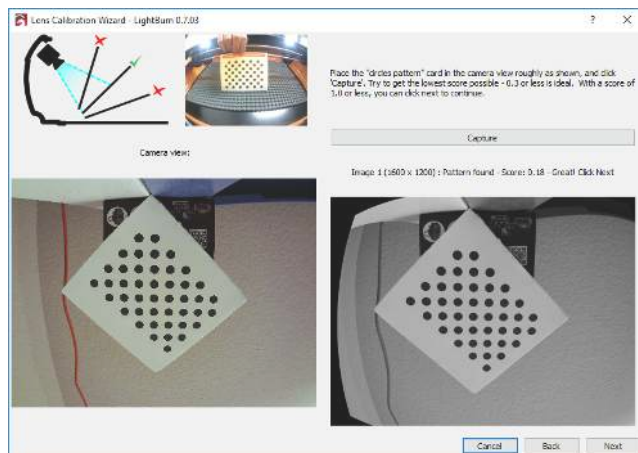 Lens Calibration Wizard - LightBurn 0.7.03
Place the "circles pattern" card in the camera view roughly as shown, and click
'Capture'. Try to get the lowest score possible - 0.3 or less is ideal. With a score of
1.0 or less, you can click next to continue.
Capture
Camera view:
Image 1 (1600 x 1200) : Pattern found - Score: 0.18 - Great! Click Next
Cancel
Back
Next